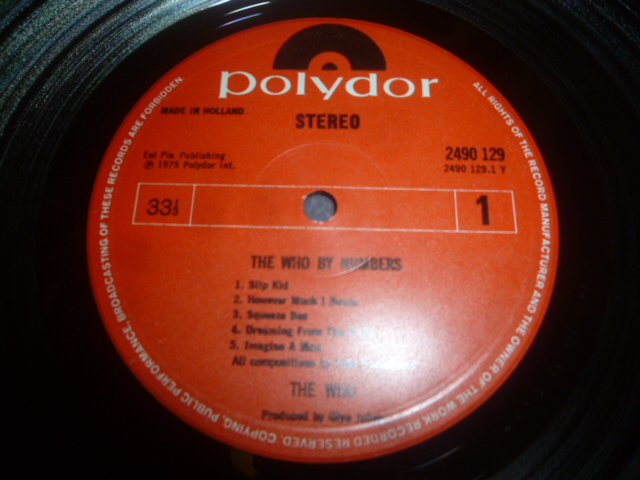 polydor
MADE IN HOLLAND
STEREO
Eel Pie Publishing
℗ 1975 Polydor Int.
2490 129
2490 129.1 Y
33⅓
1
THE WHO BY NUMBERS
1. Slip Kid
2. However Much I Booze
3. Squeeze Box
4. Dreaming From The
5. Imagine A Man
All compositions by
THE WHO
Produced by Glyn
ALL RIGHTS OF THE RECORD MANUFACTURER AND THE OWNER OF THE WORK RECORDED RESERVED. COPYING, PUBLIC PERFORMANCE, BROADCASTING OF THESE RECORDS ARE FORBIDDEN